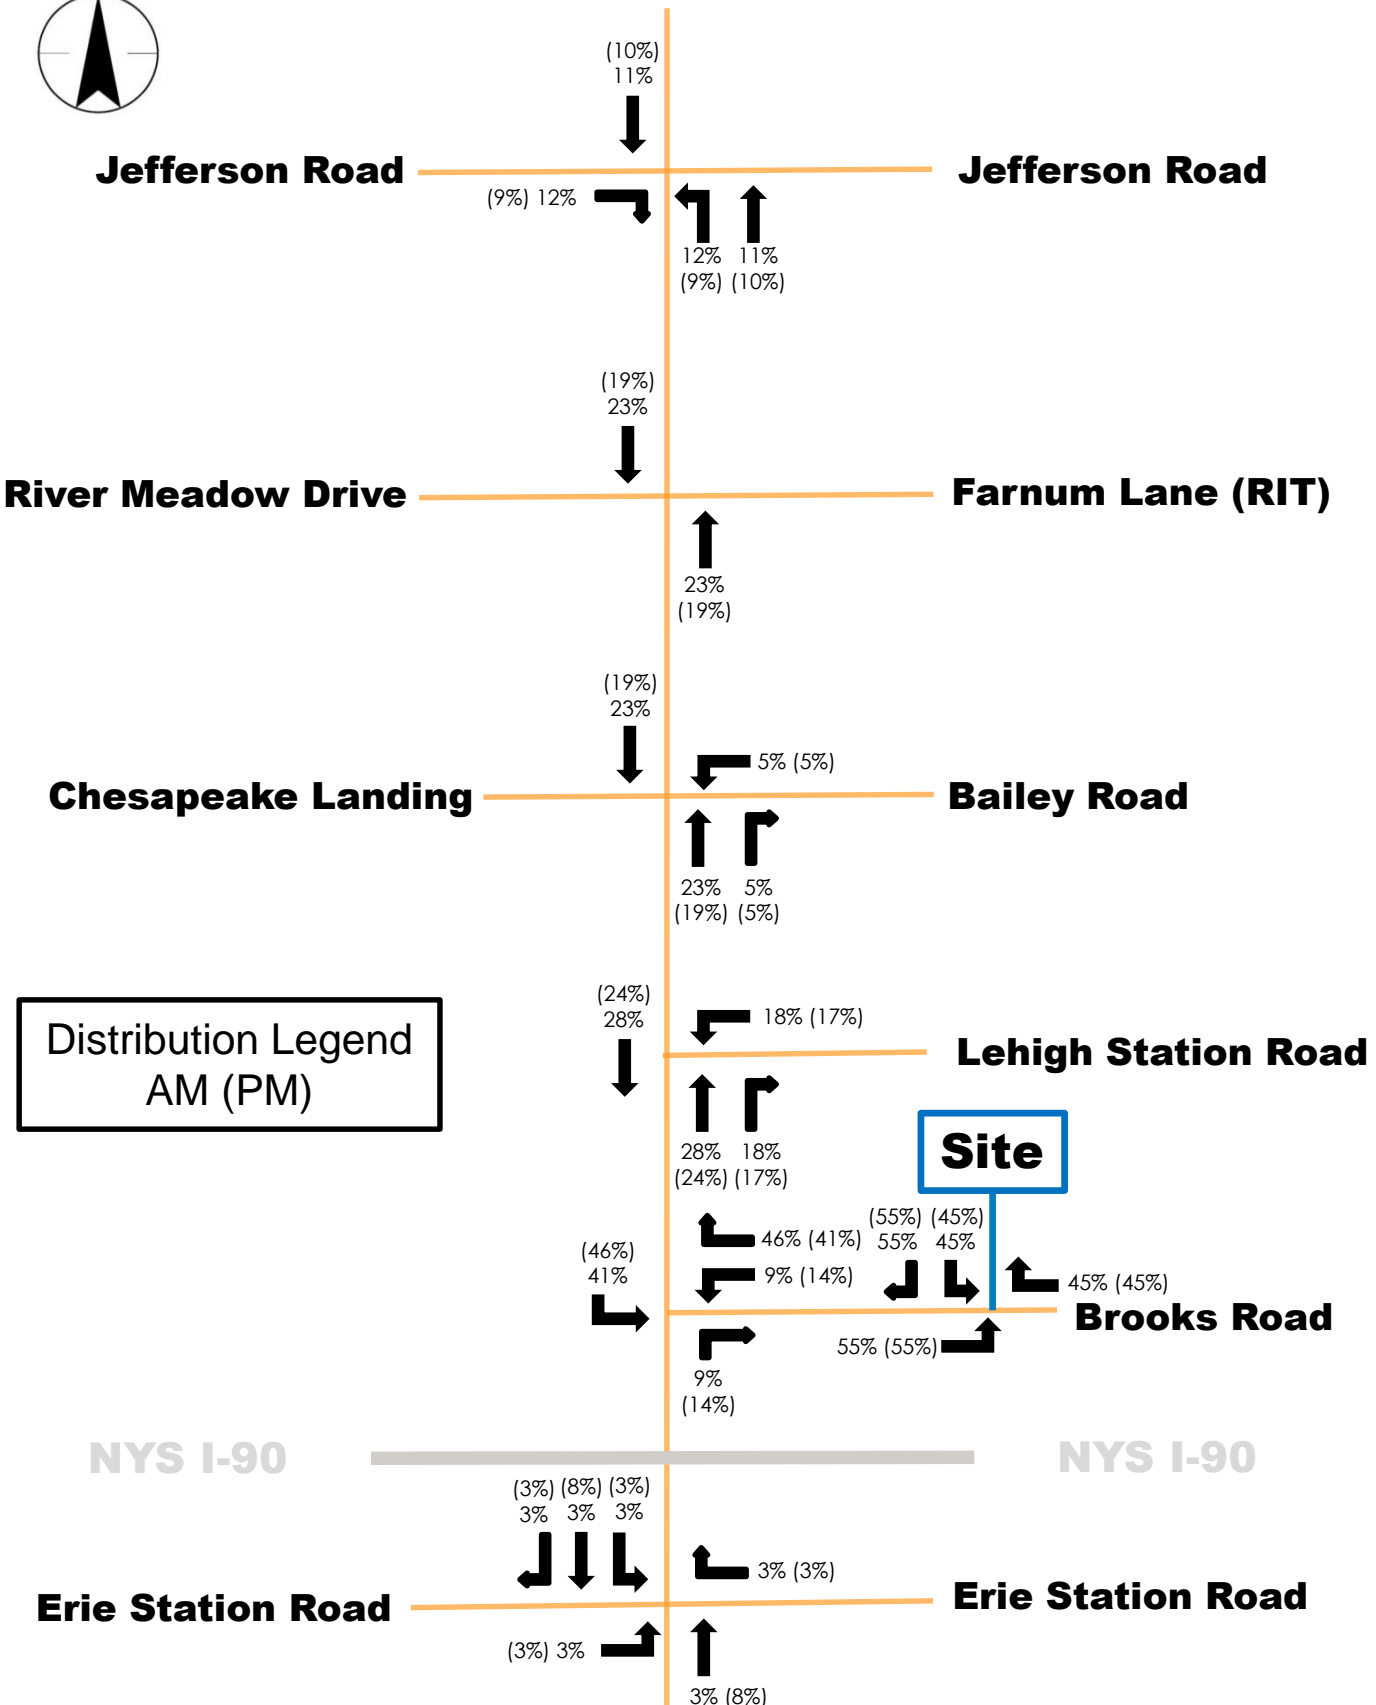 (10%)
11%
Jefferson Road
Jefferson Road
(9%) 12%
12% 11%
(9%) (10%)
(19%)
23%
River Meadow Drive
Farnum Lane (RIT)
23%
(19%)
(19%)
23%
5% (5%)
Chesapeake Landing
Bailey Road
23% 5%
(19%) (5%)
(24%)
28%
18% (17%)
Distribution Legend
AM (PM)
Lehigh Station Road
28% 18%
(24%) (17%)
Site
(55%) (45%)
55% 45%
46% (41%)
(46%)
41%
9% (14%)
45% (45%)
Brooks Road
55% (55%)
9%
(14%)
NYS I-90
NYS I-90
(3%) (8%) (3%)
3% 3% 3%
3% (3%)
Erie Station Road
Erie Station Road
(3%) 3%
3% (8%)